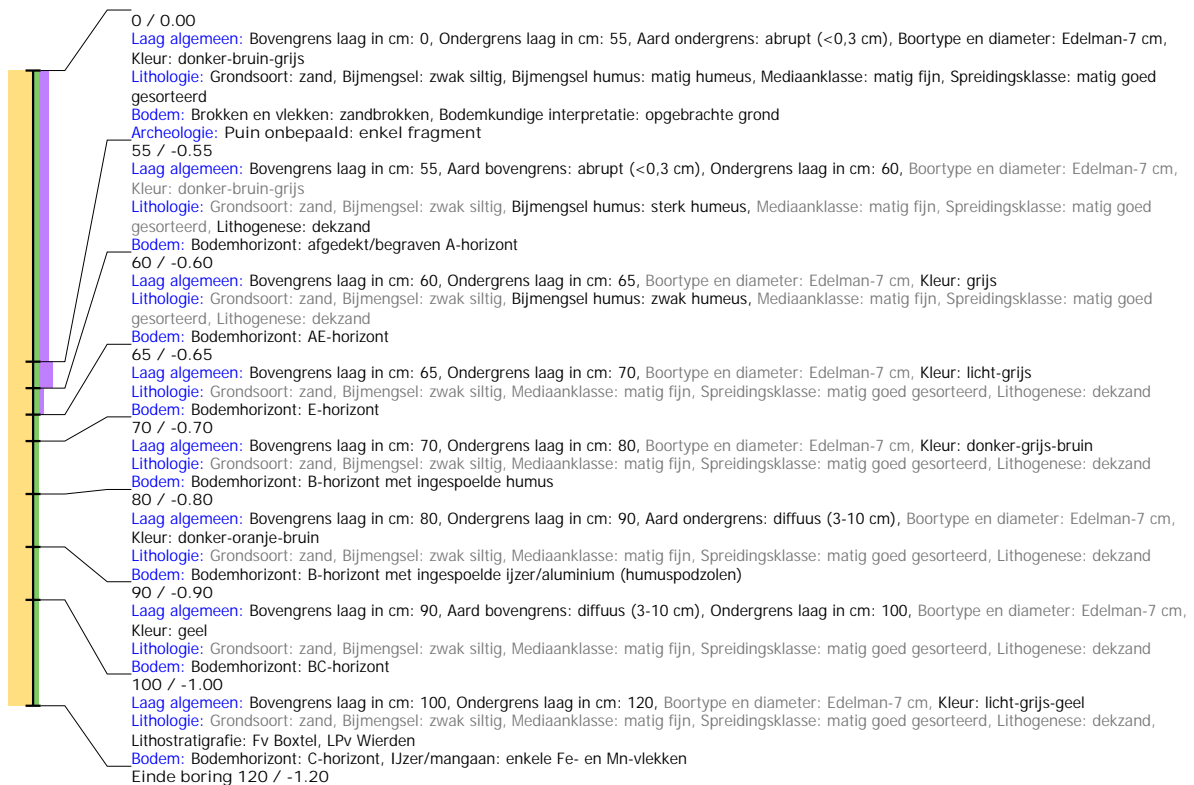 0 / 0.00
Laag algemeen: Bovengrens laag in cm: 0, Ondergrens laag in cm: 55, Aard ondergrens: abrupt (<0,3 cm), Boortype en diameter: Edelman-7 cm,
Kleur: donker-bruin-grijs
Lithologie: Grondsoort: zand, Bijmengsel: zwak siltig, Bijmengsel humus: matig humeus, Mediaanklasse: matig fijn, Spreidingsklasse: matig goed
gesorteerd
Bodem: Brokken en vlekken: zandbrokken, Bodemkundige interpretatie: opgebrachte grond
Archeologie: Puin onbepaald: enkel fragment
55 / -0.55
Laag algemeen: Bovengrens laag in cm: 55, Aard bovengrens: abrupt (<0,3 cm), Ondergrens laag in cm: 60, Boortype en diameter: Edelman-7 cm,
Kleur: donker-bruin-grijs
Lithologie: Grondsoort: zand, Bijmengsel: zwak siltig, Bijmengsel humus: sterk humeus, Mediaanklasse: matig fijn, Spreidingsklasse: matig goed
gesorteerd, Lithogenese: dekzand
Bodem: Bodemhorizont: afgedekt/begraven A-horizont
60 / -0.60
Laag algemeen: Bovengrens laag in cm: 60, Ondergrens laag in cm: 65, Boortype en diameter: Edelman-7 cm, Kleur: grijs
Lithologie: Grondsoort: zand, Bijmengsel: zwak siltig, Bijmengsel humus: zwak humeus, Mediaanklasse: matig fijn, Spreidingsklasse: matig goed
gesorteerd, Lithogenese: dekzand
Bodem: Bodemhorizont: AE-horizont
65 / -0.65
Laag algemeen: Bovengrens laag in cm: 65, Ondergrens laag in cm: 70, Boortype en diameter: Edelman-7 cm, Kleur: licht-grijs
Lithologie: Grondsoort: zand, Bijmengsel: zwak siltig, Mediaanklasse: matig fijn, Spreidingsklasse: matig goed gesorteerd, Lithogenese: dekzand
Bodem: Bodemhorizont: E-horizont
70 / -0.70
Laag algemeen: Bovengrens laag in cm: 70, Ondergrens laag in cm: 80, Boortype en diameter: Edelman-7 cm, Kleur: donker-grijs-bruin
Lithologie: Grondsoort: zand, Bijmengsel: zwak siltig, Mediaanklasse: matig fijn, Spreidingsklasse: matig goed gesorteerd, Lithogenese: dekzand
Bodem: Bodemhorizont: B-horizont met ingespoelde humus
80 / -0.80
Laag algemeen: Bovengrens laag in cm: 80, Ondergrens laag in cm: 90, Aard ondergrens: diffuus (3-10 cm), Boortype en diameter: Edelman-7 cm,
Kleur: donker-oranje-bruin
Lithologie: Grondsoort: zand, Bijmengsel: zwak siltig, Mediaanklasse: matig fijn, Spreidingsklasse: matig goed gesorteerd, Lithogenese: dekzand
Bodem: Bodemhorizont: B-horizont met ingespoelde ijzer/aluminium (humuspodzolen)
90 / -0.90
Laag algemeen: Bovengrens laag in cm: 90, Aard bovengrens: diffuus (3-10 cm), Ondergrens laag in cm: 100, Boortype en diameter: Edelman-7 cm,
Kleur: geel
Lithologie: Grondsoort: zand, Bijmengsel: zwak siltig, Mediaanklasse: matig fijn, Spreidingsklasse: matig goed gesorteerd, Lithogenese: dekzand
Bodem: Bodemhorizont: BC-horizont
100 / -1.00
Laag algemeen: Bovengrens laag in cm: 100, Ondergrens laag in cm: 120, Boortype en diameter: Edelman-7 cm, Kleur: licht-grijs-geel
Lithologie: Grondsoort: zand, Bijmengsel: zwak siltig, Mediaanklasse: matig fijn, Spreidingsklasse: matig goed gesorteerd, Lithogenese: dekzand,
Lithostratigrafie: Fv Boxtel, LPv Wierden
Bodem: Bodemhorizont: C-horizont, IJzer/mangaan: enkele Fe- en Mn-vlekken
Einde boring 120 / -1.20